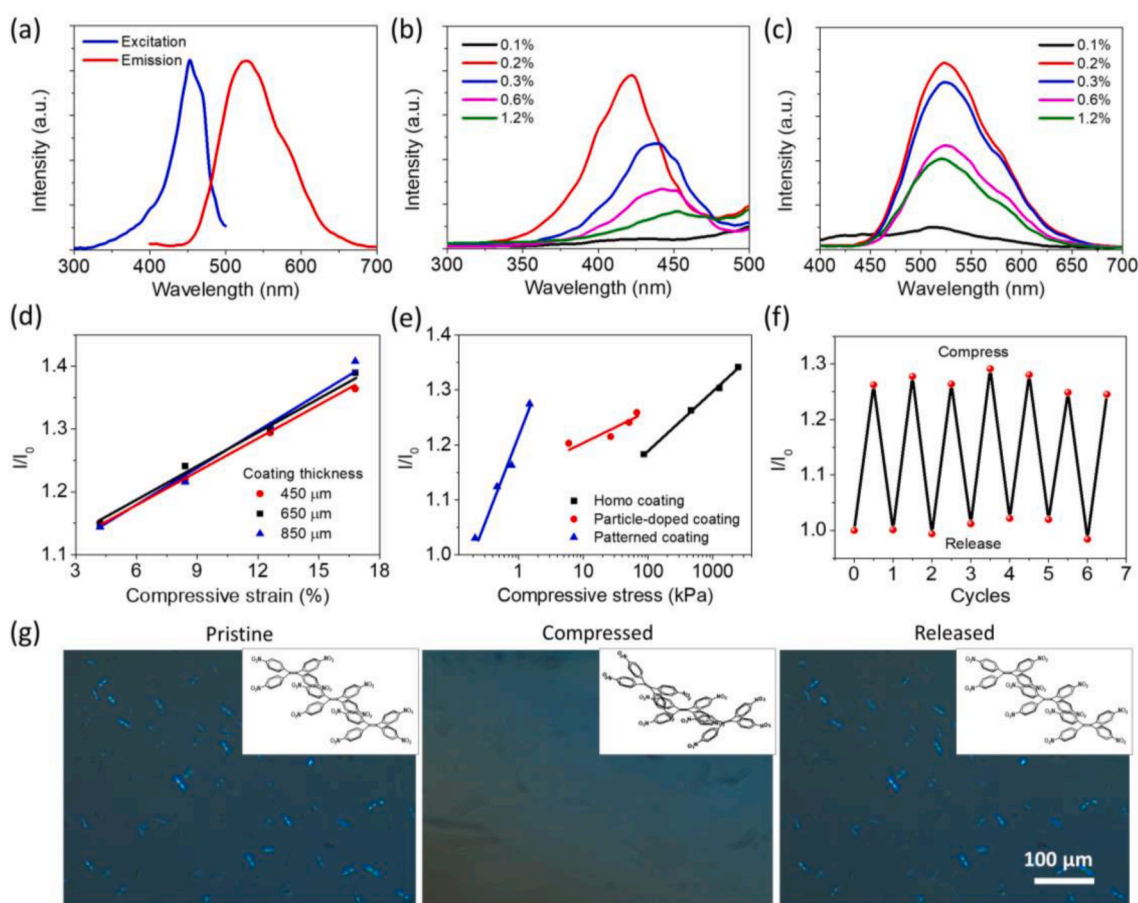 (a)
Excitation
Emission
Intensity (a.u.)
300 400 500 600 700
Wavelength (nm)
(b)
0.1%
0.2%
0.3%
0.6%
1.2%
Intensity (a.u.)
300 350 400 450 500
Wavelength (nm)
(c)
0.1%
0.2%
0.3%
0.6%
1.2%
Intensity (a.u.)
400 450 500 550 600 650 700
Wavelength (nm)
(d)
I/I0
1.4
1.3
1.2
1.1
Coating thickness
450 μm
650 μm
850 μm
3 6 9 12 15 18
Compressive strain (%)
(e)
I/I0
1.4
1.3
1.2
1.1
1.0
Homo coating
Particle-doped coating
Patterned coating
1 10 100 1000
Compressive stress (kPa)
(f)
I/I0
1.3
1.2
1.1
1.0
Compress
Release
0 1 2 3 4 5 6 7
Cycles
(g)
Pristine
Compressed
Released
100 μm